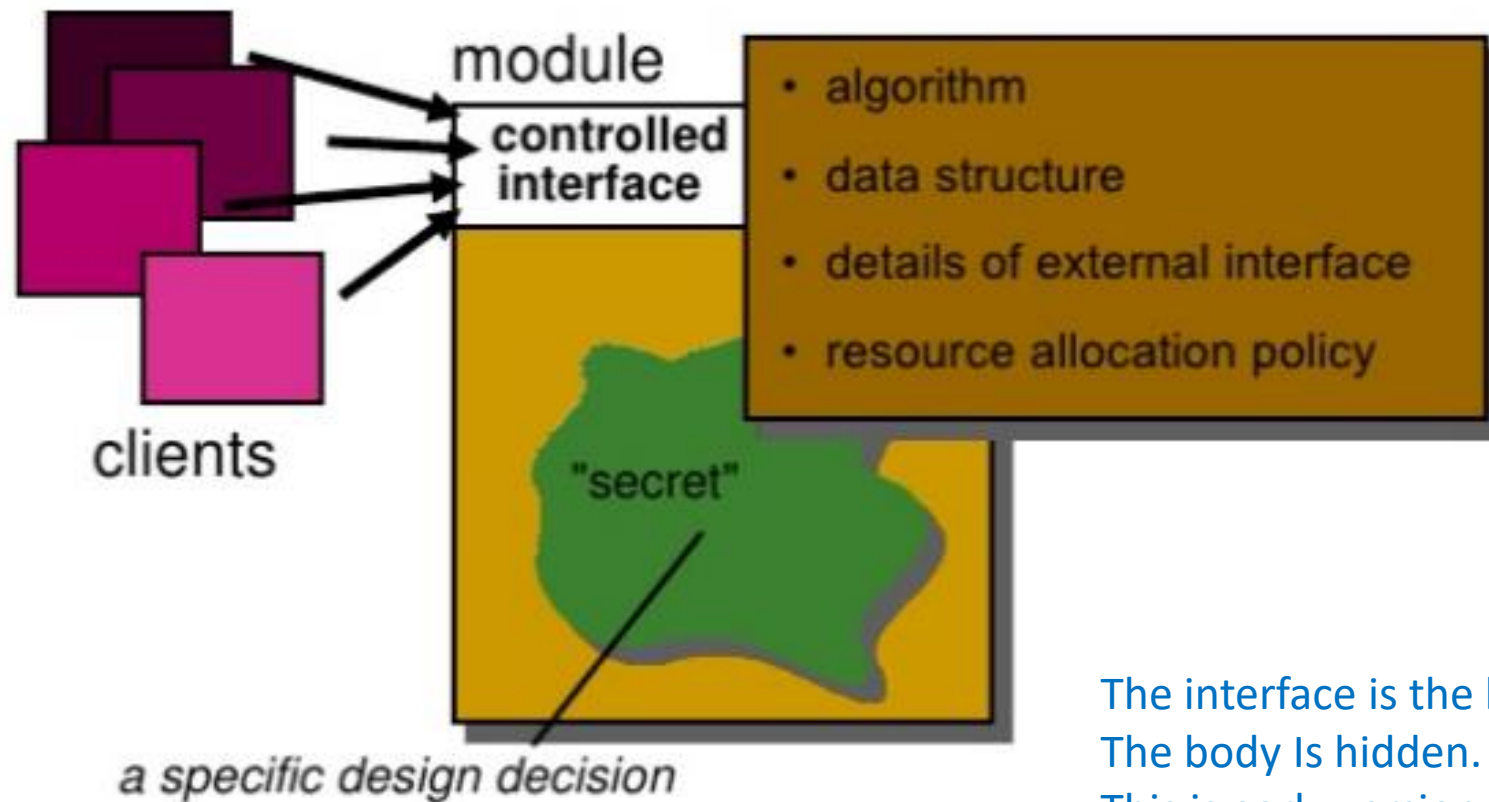 module
controlled
interface
• algorithm
• data structure
• details of external interface
• resource allocation policy
clients
"secret"
a specific design decision
The interface is the
The body Is hidden.